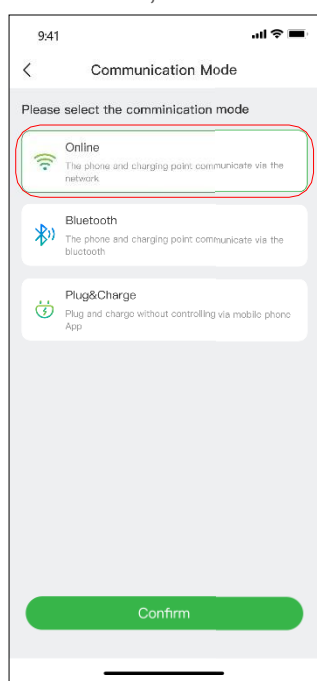 9:41
Communication Mode
Please select the comminication mode
Online
The phone and charging point communicate via the
network
Bluetooth
The phone and charging point communicate via the
bluctooth
Plug&Charge
Plug and charge without controlling via mobile phone
App
Confirm